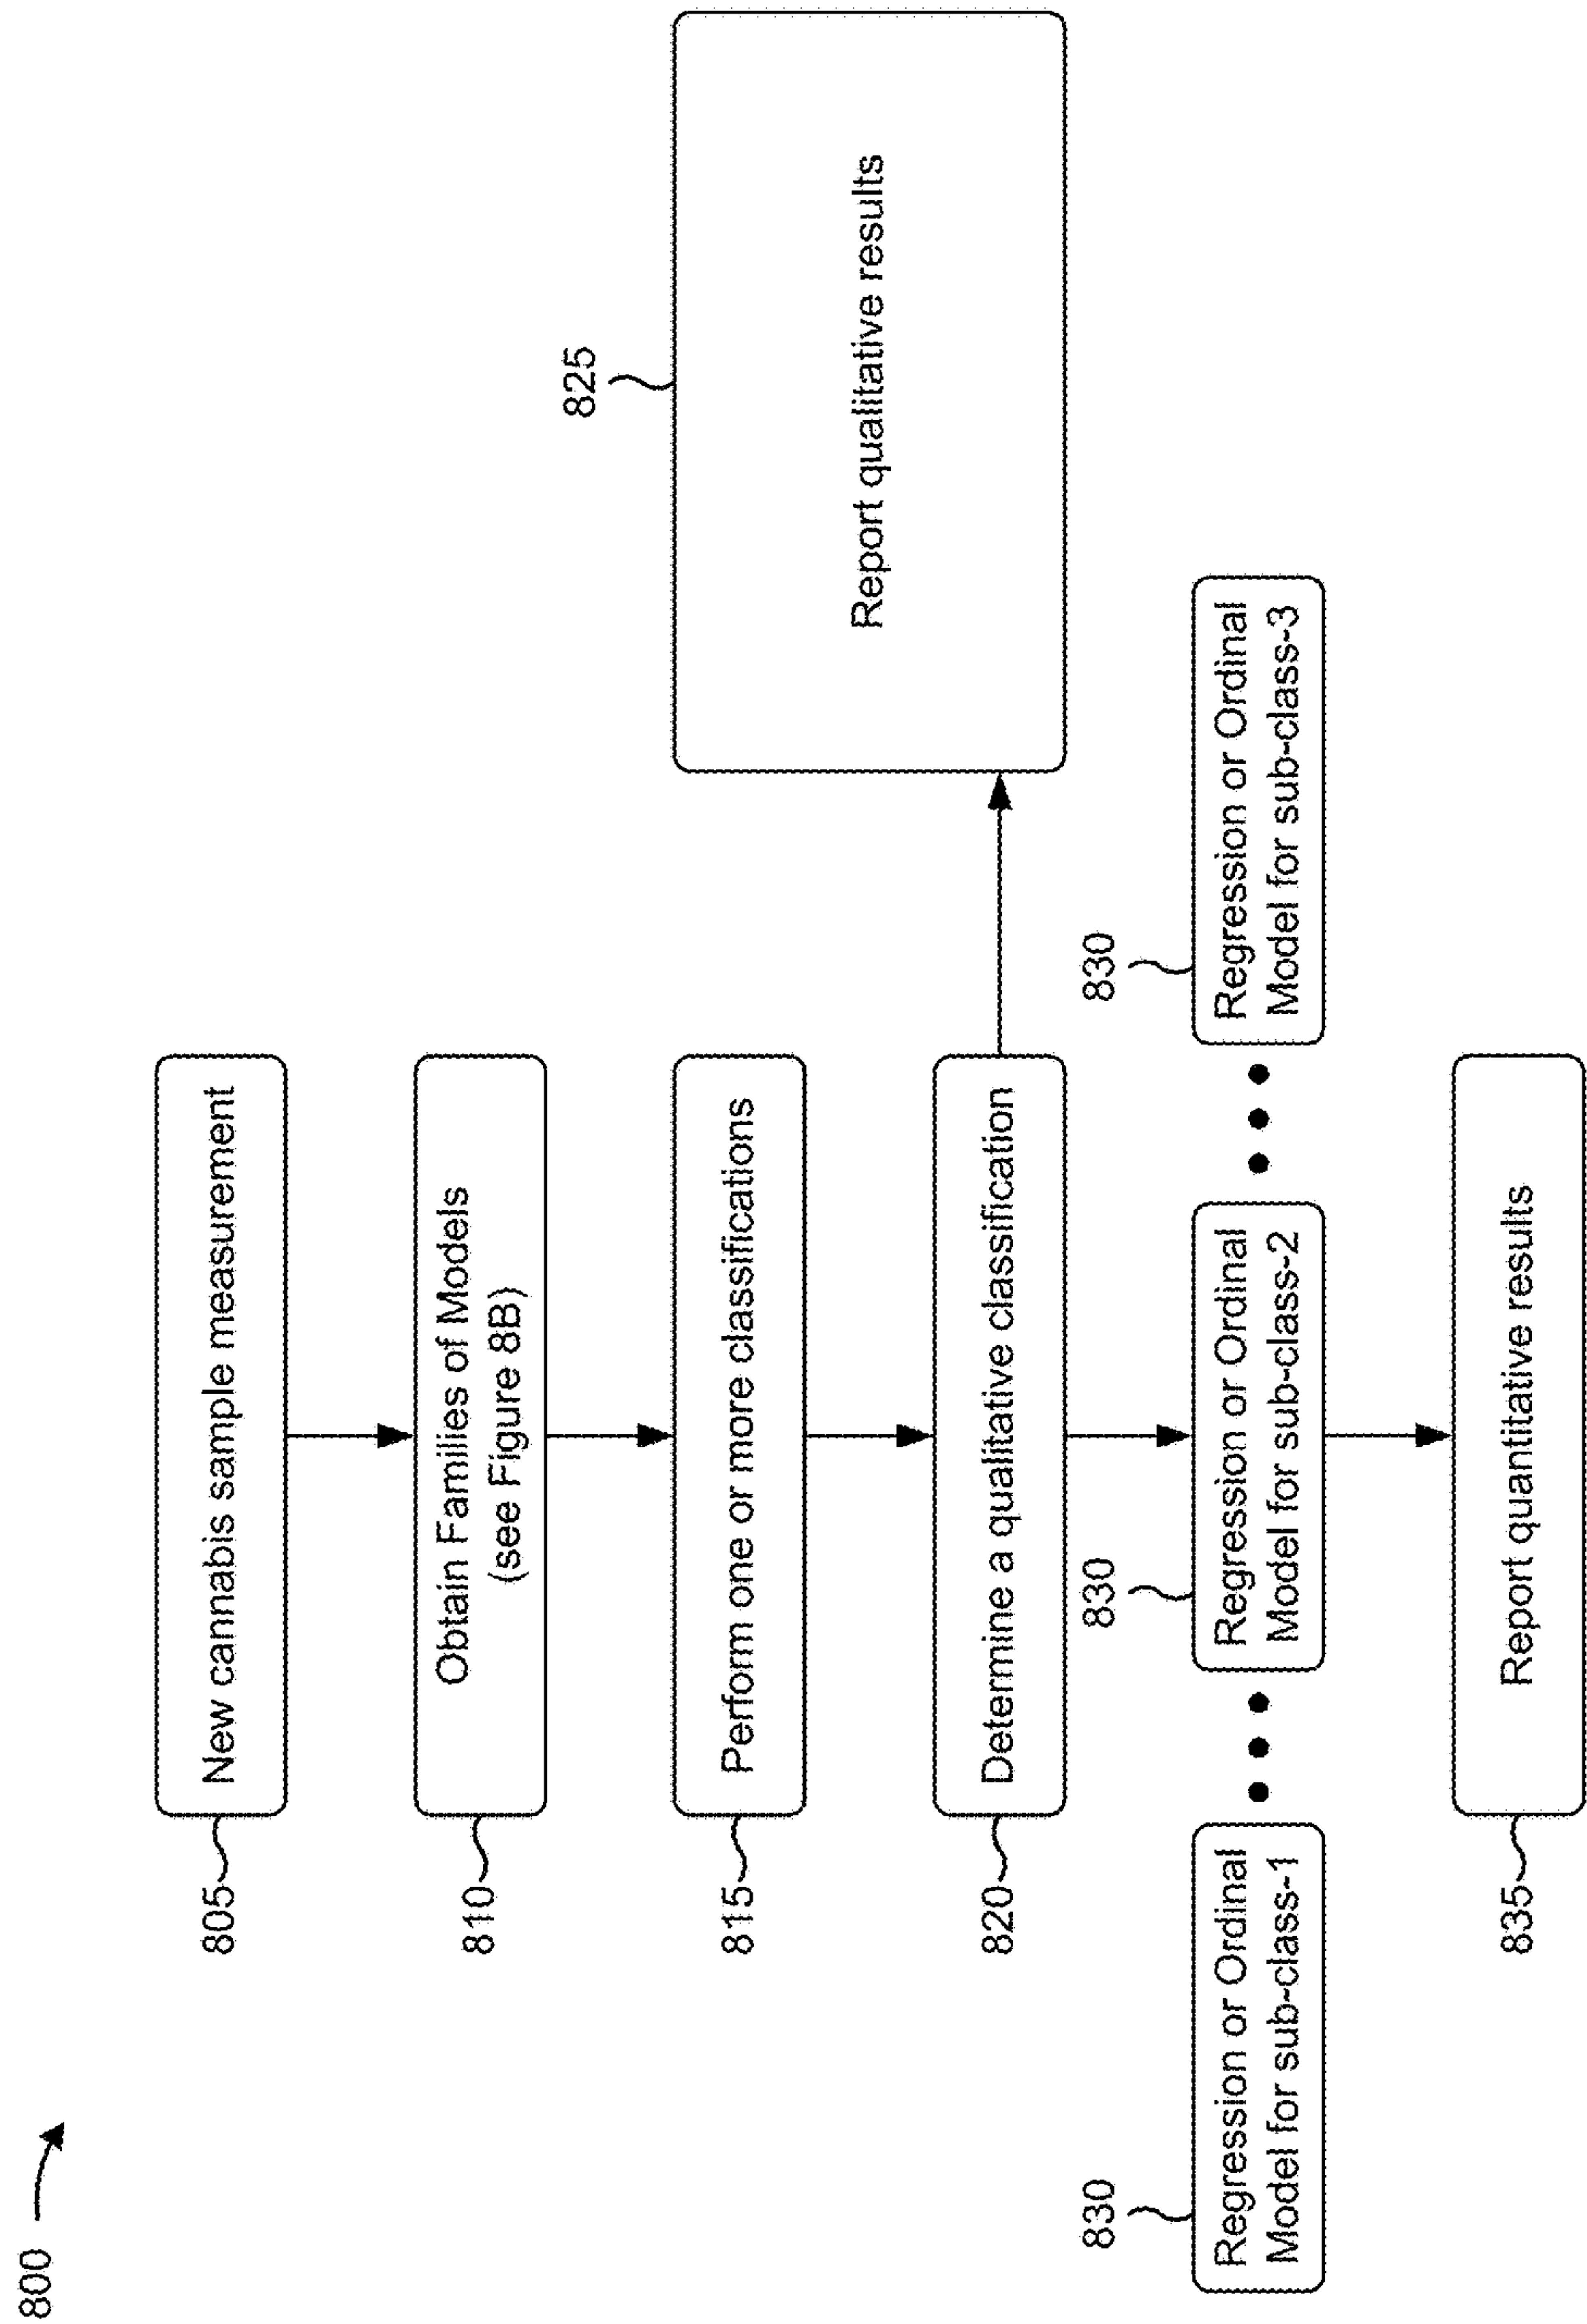 800
805
New cannabis sample measurement
810
Obtain Families of Models
(see Figure 8B)
815
Perform one or more classifications
820
Determine a qualitative classification
825
Report qualitative results
830
Regression or Ordinal
Model for sub-class-1
830
Regression or Ordinal
Model for sub-class-2
830
Regression or Ordinal
Model for sub-class-3
835
Report quantitative results